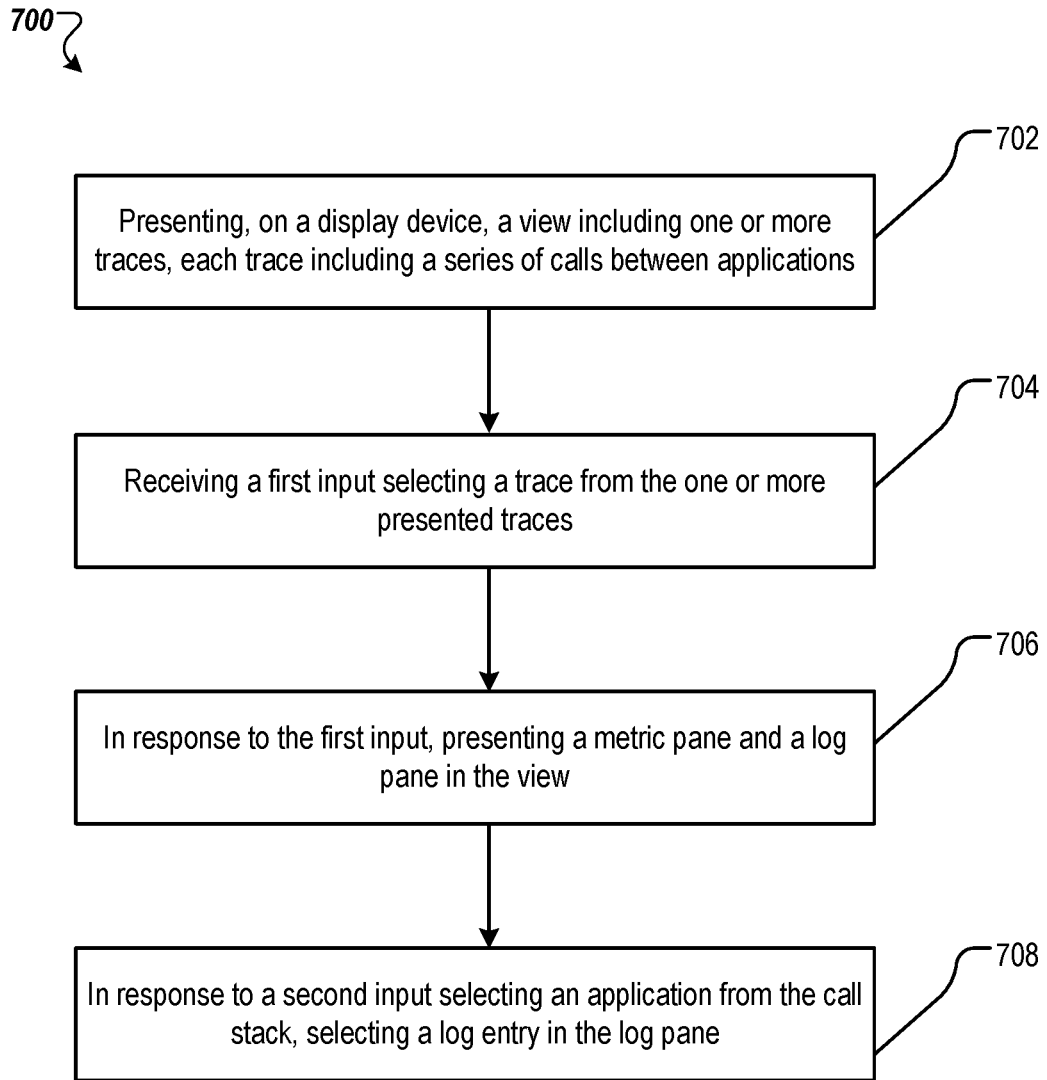 700
702
Presenting, on a display device, a view including one or more
traces, each trace including a series of calls between applications
704
Receiving a first input selecting a trace from the one or more
presented traces
706
In response to the first input, presenting a metric pane and a log
pane in the view
708
In response to a second input selecting an application from the call
stack, selecting a log entry in the log pane